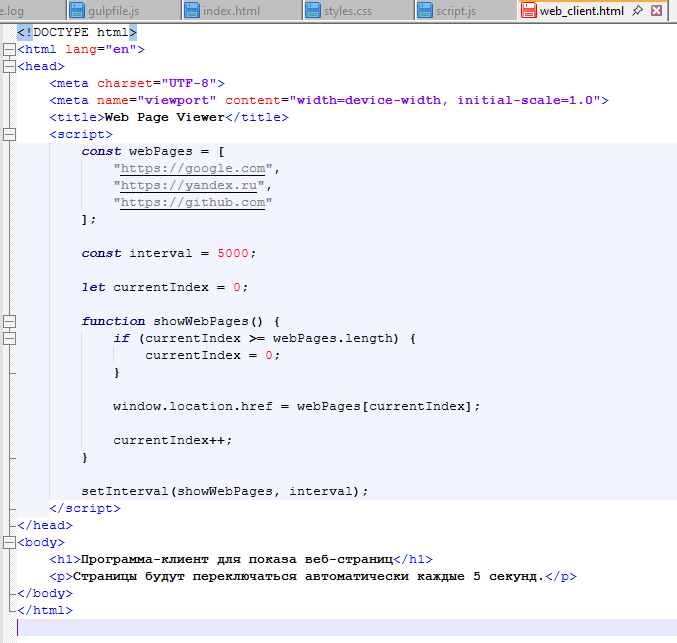 e.log gulpfile.js index.html styles.css script.js web_client.html
<!DOCTYPE html>
<html lang="en">
<head>
    <meta charset="UTF-8">
    <meta name="viewport" content="width=device-width, initial-scale=1.0">
    <title>Web Page Viewer</title>
    <script>
        const webPages = [
            "https://google.com",
            "https://yandex.ru",
            "https://github.com"
        ];

        const interval = 5000;

        let currentIndex = 0;

        function showWebPages() {
            if (currentIndex >= webPages.length) {
                currentIndex = 0;
            }

            window.location.href = webPages[currentIndex];

            currentIndex++;
        }

        setInterval(showWebPages, interval);
    </script>
</head>
<body>
    <h1>Программа-клиент для показа веб-страниц</h1>
    <p>Страницы будут переключаться автоматически каждые 5 секунд.</p>
</body>
</html>